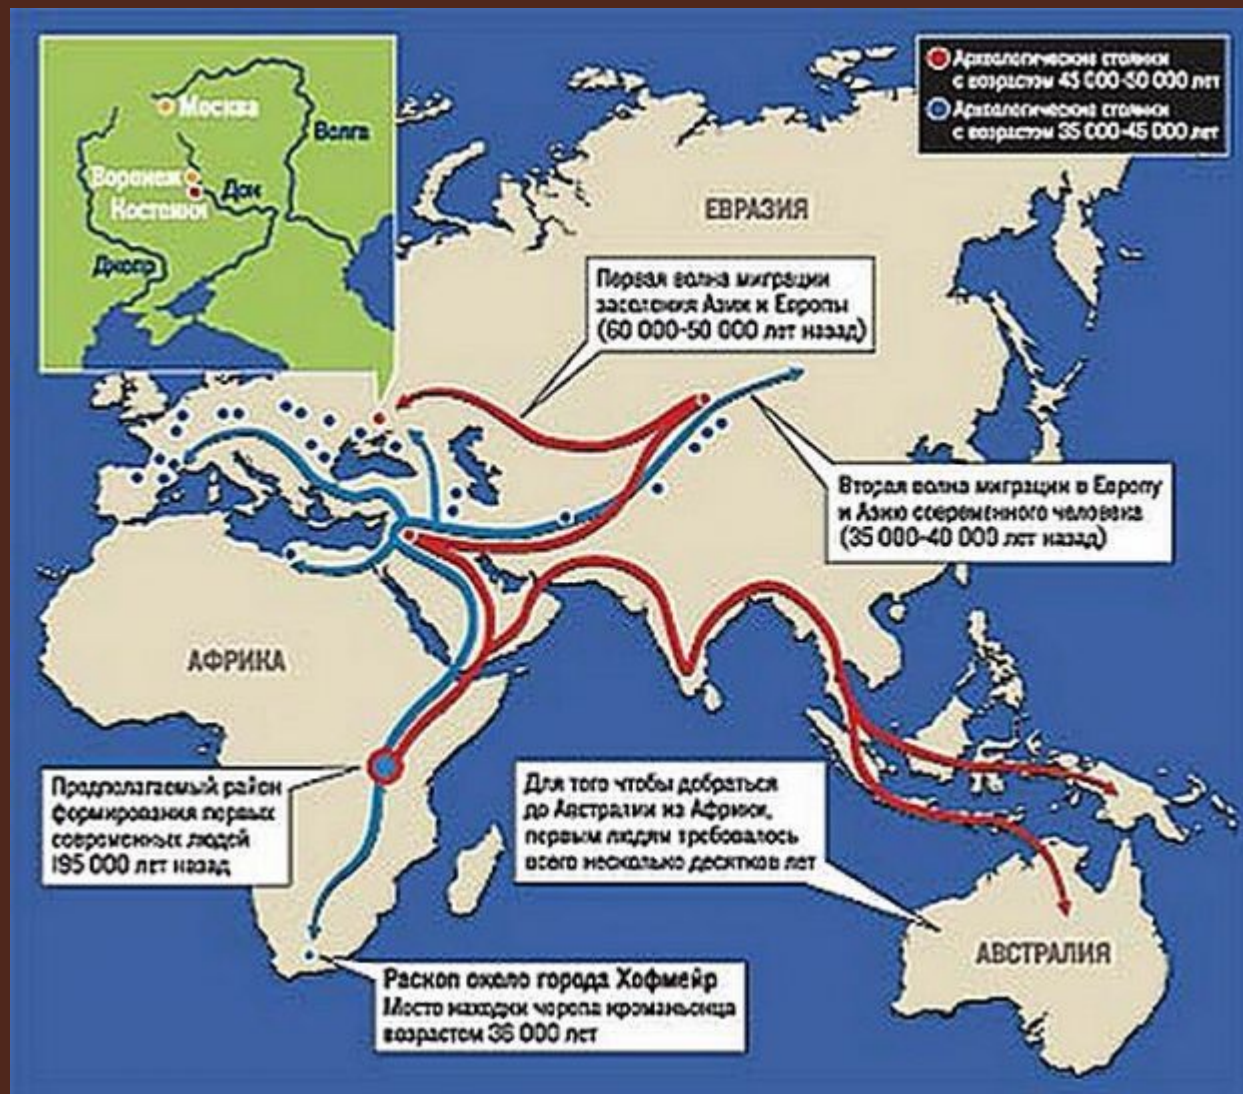 Москва
Волга
Воронеж
Костенки
Дон
Днепр
Археологические стоянки
с возрастом 45 000-50 000 лет
Археологические стоянки
с возрастом 35 000-45 000 лет
ЕВРАЗИЯ
Первая волна миграции
заселения Азии и Европы
(60 000-50 000 лет назад)
Вторая волна миграции в Европу
и Азию современного человека
(35 000-40 000 лет назад)
АФРИКА
Предполагаемый район
формирования первых
современных людей
195 000 лет назад
Для того чтобы добраться
до Австралии из Африки,
первым людям требовалось
всего несколько десятков лет
АВСТРАЛИЯ
Раскоп около города Хофмейр
Место находки черепа кроманьонца
возрастом 36 000 лет